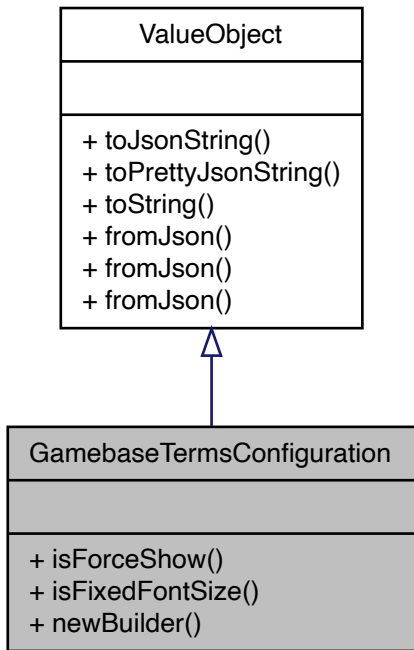 ValueObject
+ toJsonString()
+ toPrettyJsonString()
+ toString()
+ fromJson()
+ fromJson()
+ fromJson()
GamebaseTermsConfiguration
+ isForceShow()
+ isFixedFontSize()
+ newBuilder()